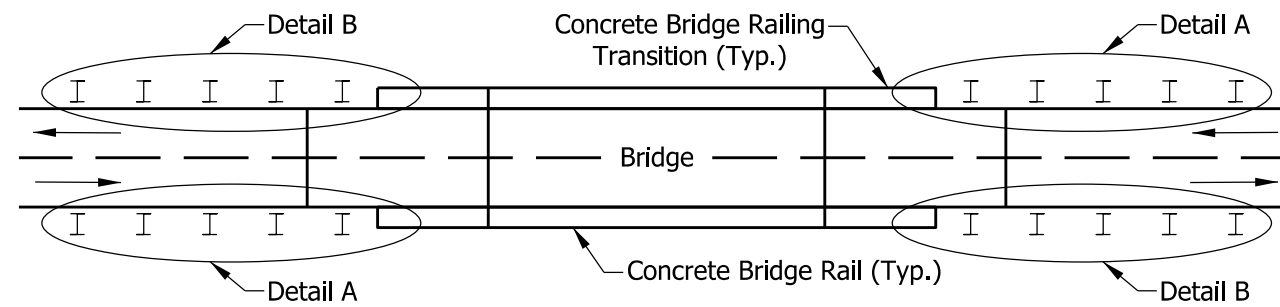 Detail B
Concrete Bridge Railing
Transition (Typ.)
Detail A
Bridge
Concrete Bridge Rail (Typ.)
Detail A
Detail B